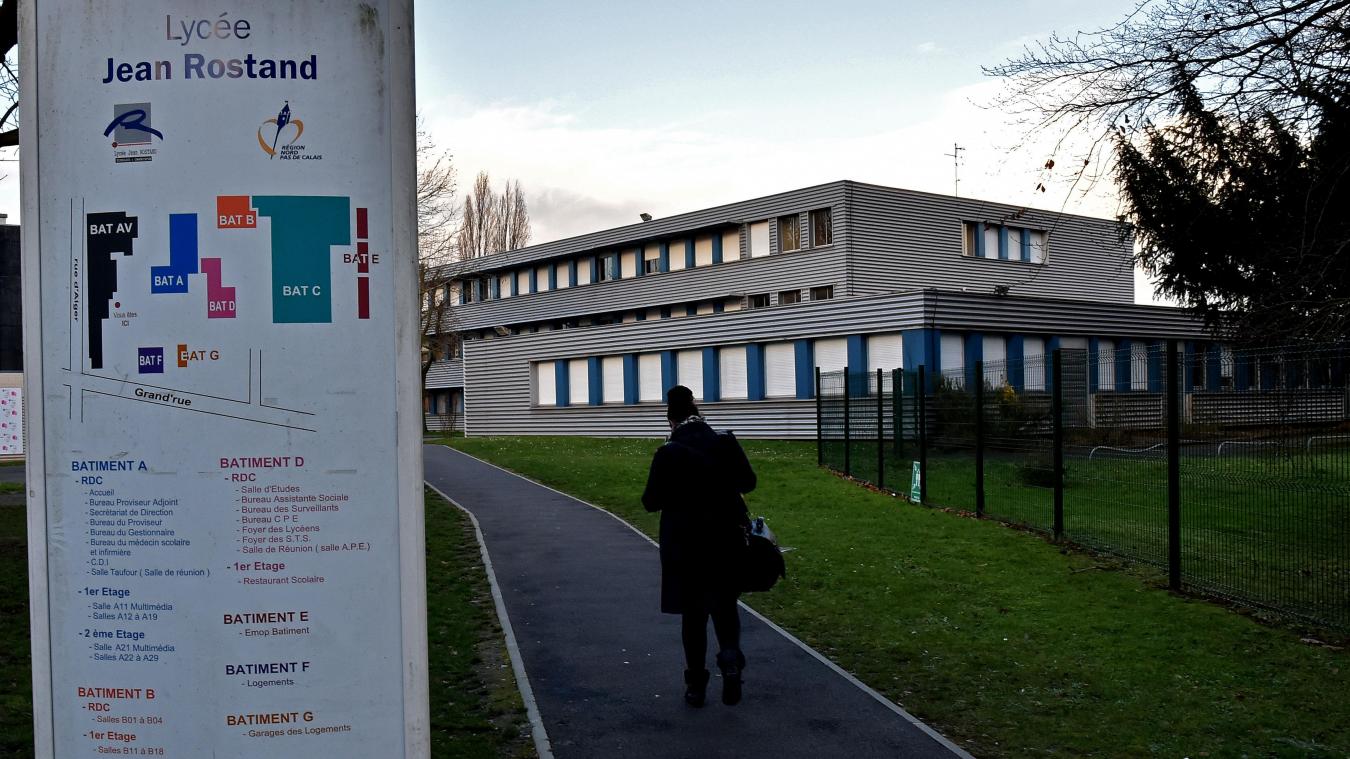 Lycée
Jean Rostand
Lycée Jean ROSTAND
RÉGION
NORD
PAS DE CALAIS
BAT B
BAT AV
BAT E
BAT A
BAT C
BAT D
rue d'Alger
Vous êtes
ICI
BAT F
BAT G
Grand'rue
BATIMENT A
- RDC
- Accueil
- Bureau Proviseur Adjoint
- Secrétariat de Direction
- Bureau du Proviseur
- Bureau du Gestionnaire
- Bureau du médecin scolaire
et infirmière
- C.D.I
- Salle Taufour ( Salle de réunion )
- 1er Etage
- Salle A11 Multimédia
- Salles A12 à A19
- 2 ème Etage
- Salle A21 Multimédia
- Salles A22 à A29
BATIMENT B
- RDC
- Salles B01 à B04
- 1er Etage
- Salles B11 à B18
BATIMENT D
- RDC
- Salle d'Etudes
- Bureau Assistante Sociale
- Bureau des Surveillants
- Bureau C P E
- Foyer des Lycéens
- Foyer des S.T.S.
- Salle de Réunion ( salle A.P.E.)
- 1er Etage
- Restaurant Scolaire
BATIMENT E
- Emop Batiment
BATIMENT F
- Logements
BATIMENT G
- Garages des Logements